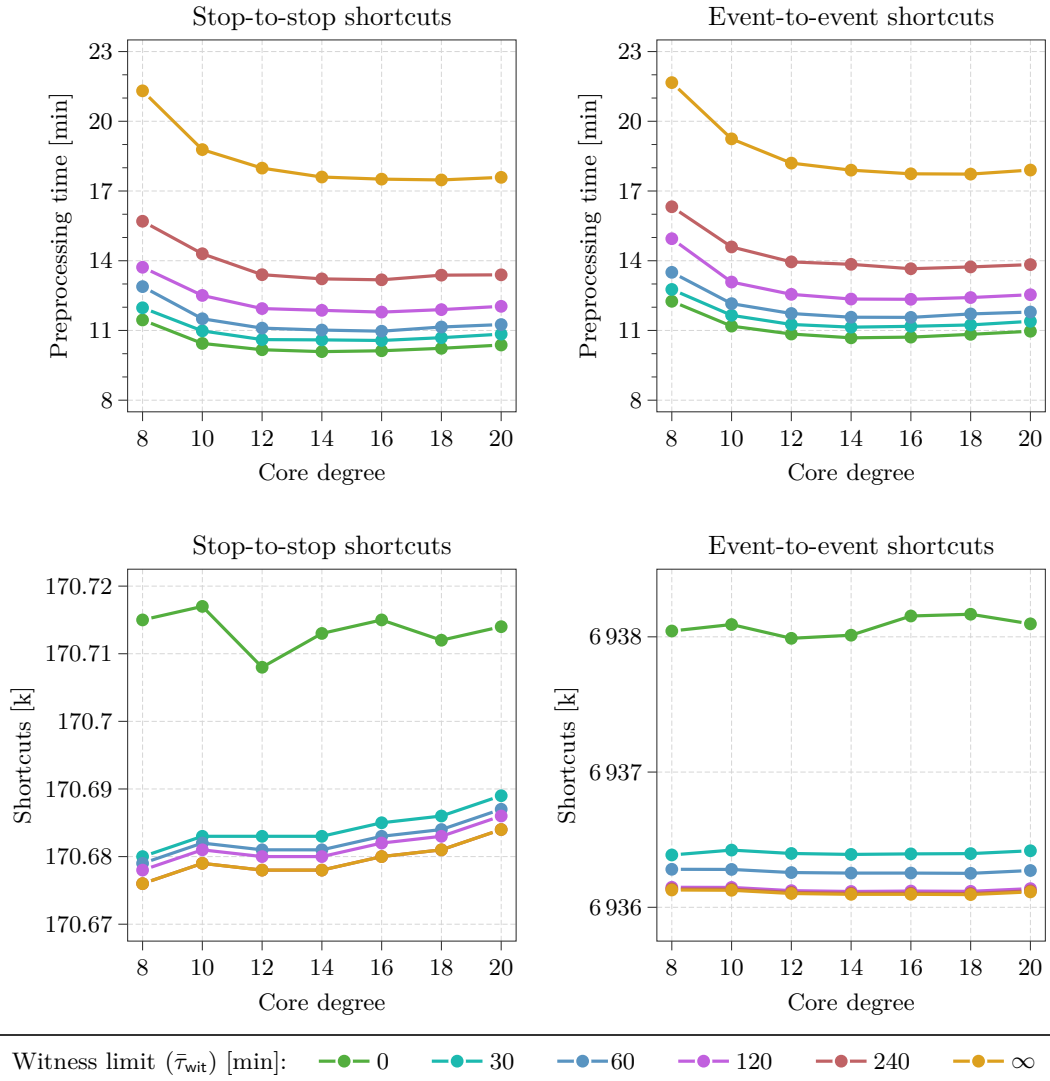 Stop-to-stop shortcuts
Preprocessing time [min]
23
20
17
14
11
8
8 10 12 14 16 18 20
Core degree
Event-to-event shortcuts
Preprocessing time [min]
23
20
17
14
11
8
8 10 12 14 16 18 20
Core degree
Stop-to-stop shortcuts
Shortcuts [k]
170.72
170.71
170.7
170.69
170.68
170.67
8 10 12 14 16 18 20
Core degree
Event-to-event shortcuts
Shortcuts [k]
6 938
6 937
6 936
8 10 12 14 16 18 20
Core degree
Witness limit (τ̄wit) [min]: 0 30 60 120 240 ∞